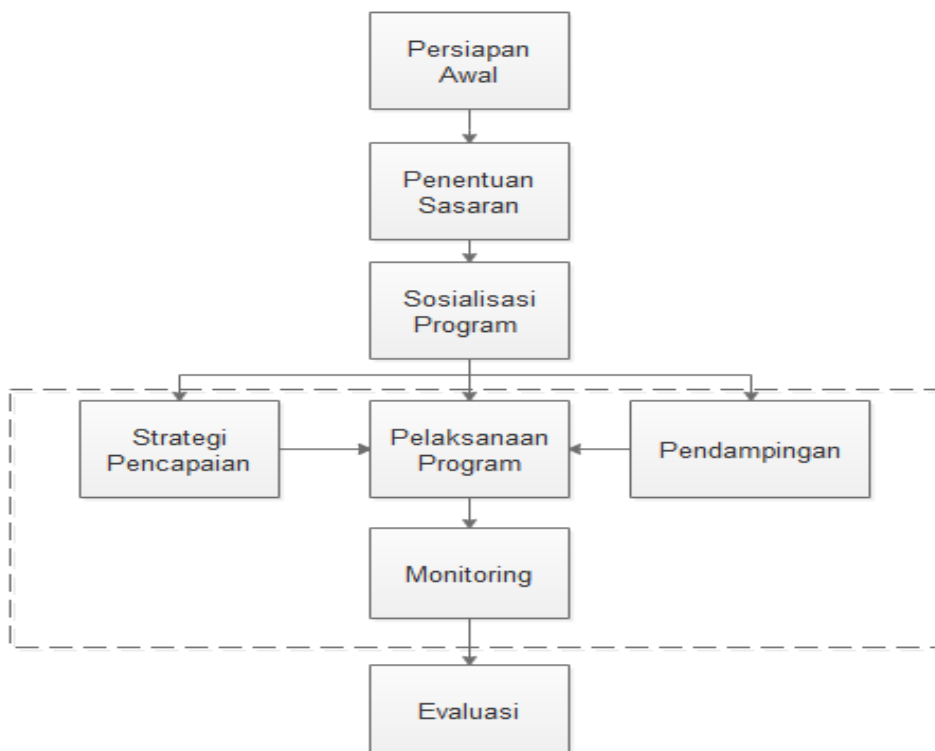 Persiapan
Awal
Penentuan
Sasaran
Sosialisasi
Program
Strategi
Pencapaian
Pelaksanaan
Program
Pendampingan
Monitoring
Evaluasi